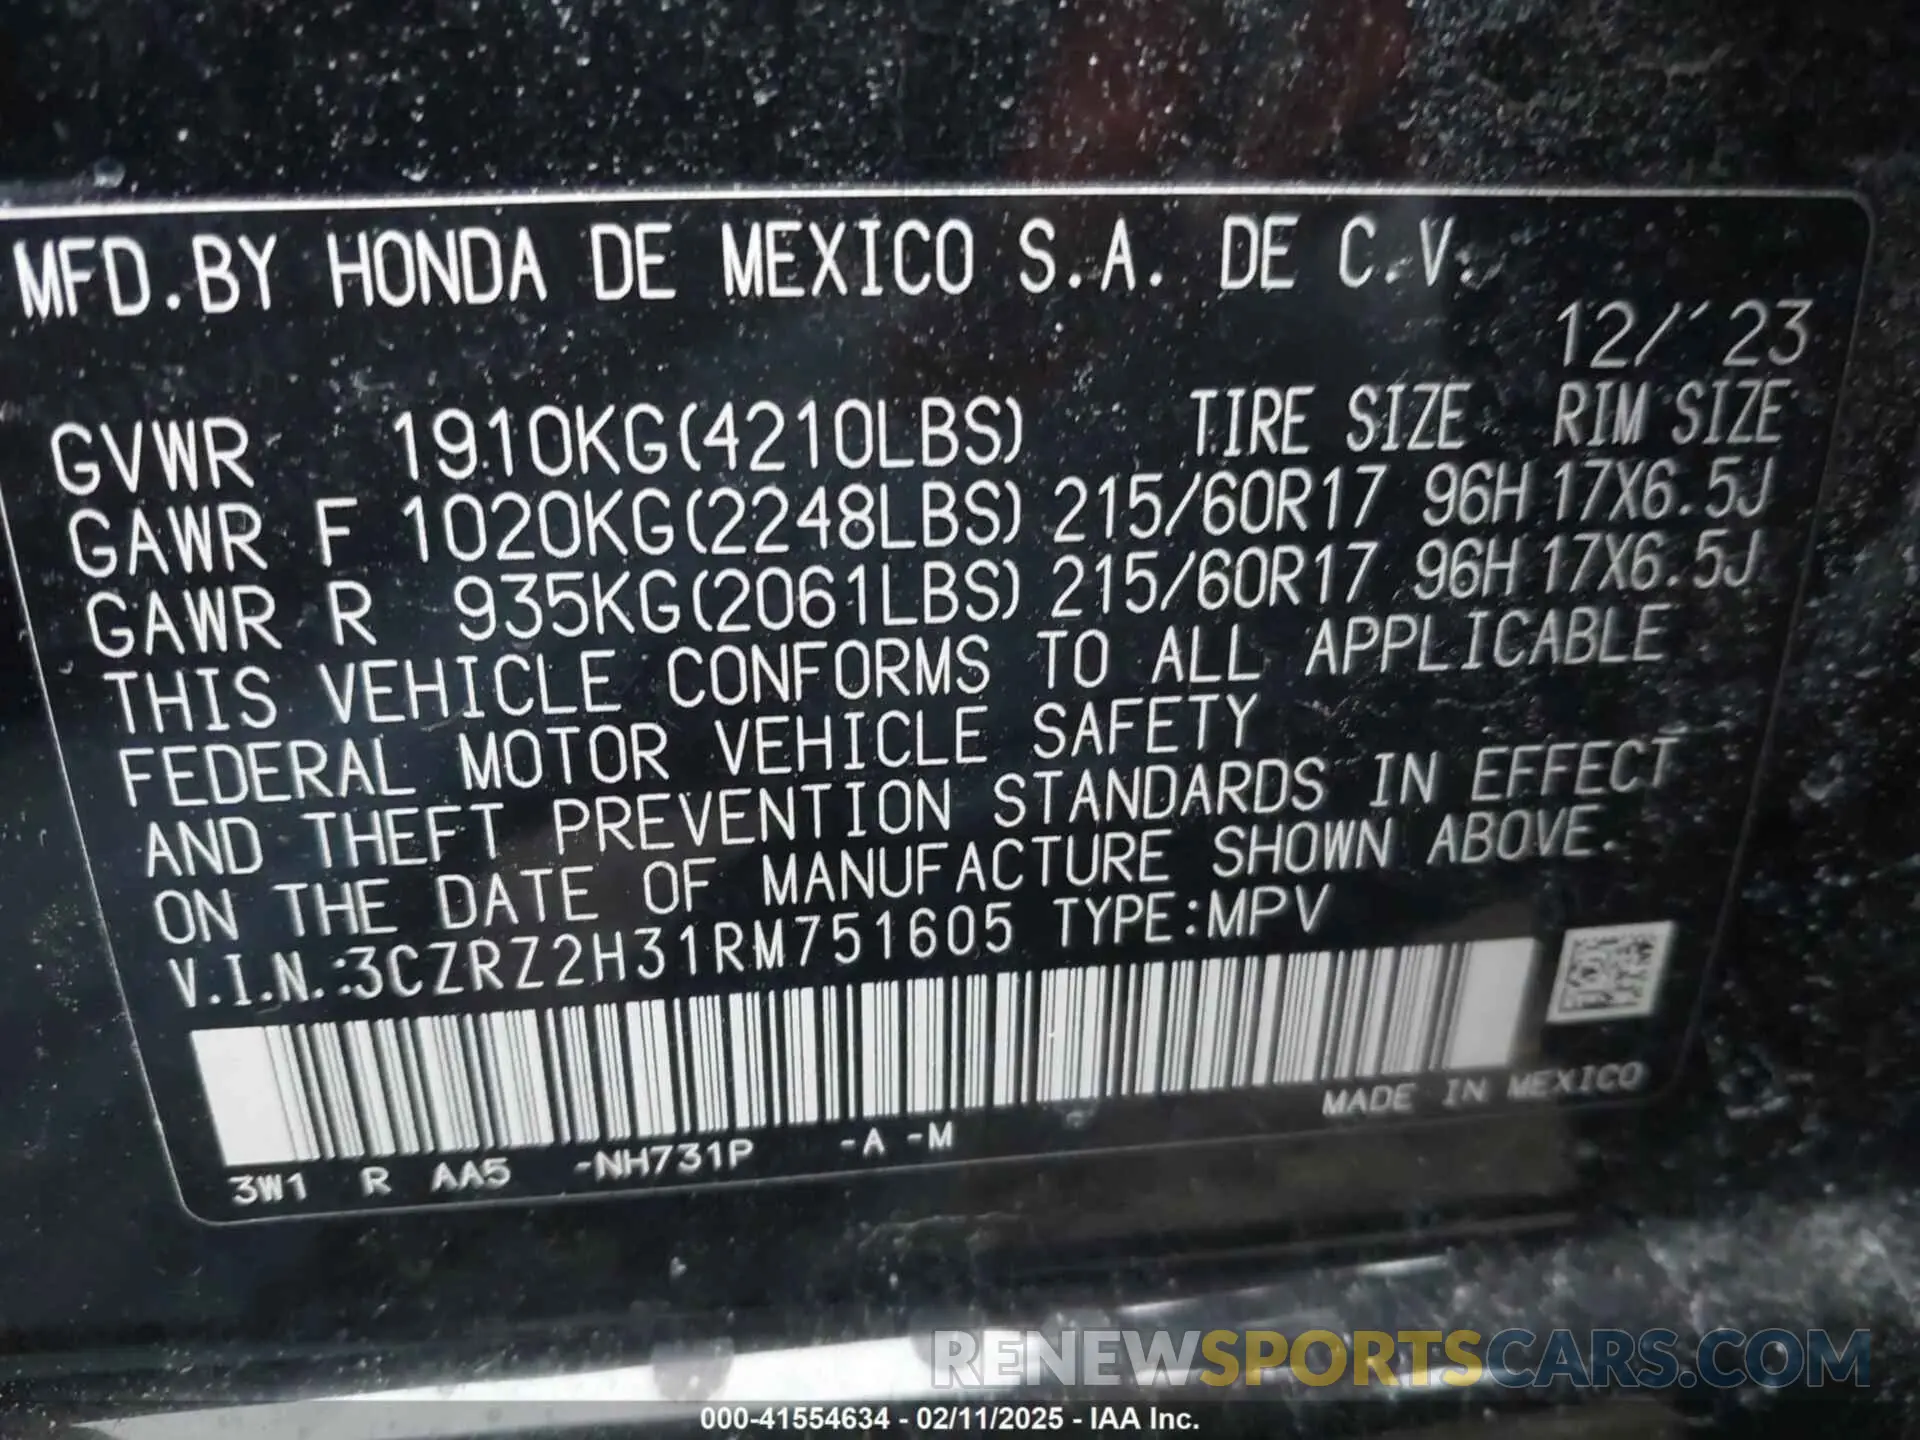 MFD.BY HONDA DE MEXICO S.A. DE C.V.
12/´23
GVWR 1910KG(4210LBS) TIRE SIZE RIM SIZE
GAWR F 1020KG(2248LBS) 215/60R17 96H 17X6.5J
GAWR R 935KG(2061LBS) 215/60R17 96H 17X6.5J
THIS VEHICLE CONFORMS TO ALL APPLICABLE
FEDERAL MOTOR VEHICLE SAFETY
AND THEFT PREVENTION STANDARDS IN EFFECT
ON THE DATE OF MANUFACTURE SHOWN ABOVE.
V.I.N.:3CZRZ2H31RM751605 TYPE:MPV
MADE IN MEXICO
3W1 R AA5 -NH731P -A -M
RENEWSPORTSCARS.COM
000-41554634 - 02/11/2025 - IAA Inc.